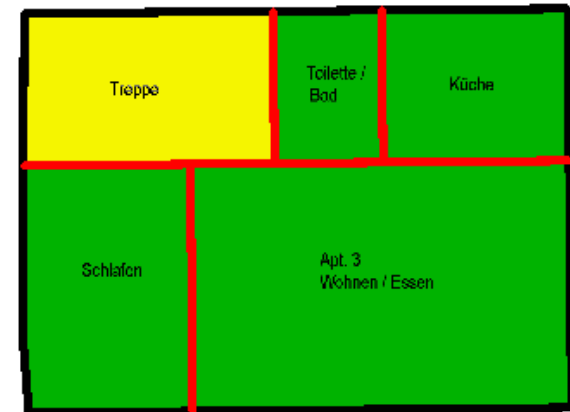 Treppe
Toilette /
Bad
Küche
Schlafen
Apt. 3
Wohnen / Essen